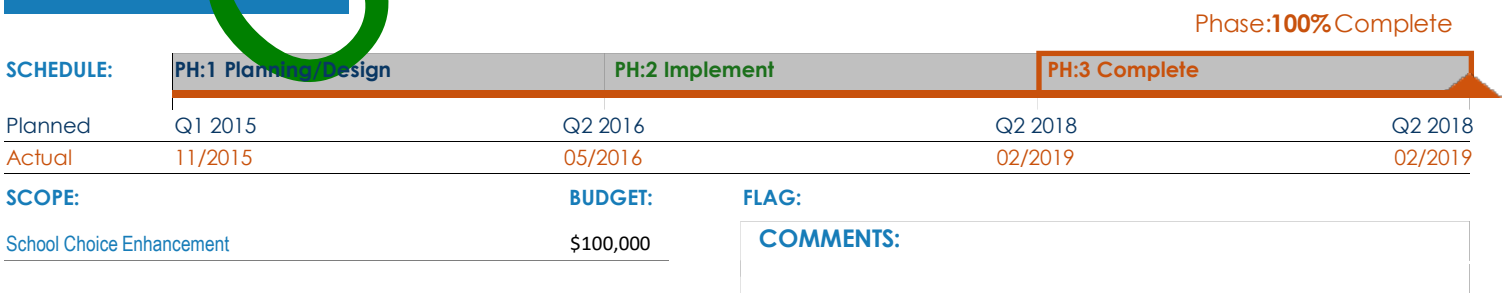 Phase:100% Complete
SCHEDULE: PH:1 Planning/Design PH:2 Implement PH:3 Complete
Planned Q1 2015 Q2 2016 Q2 2018 Q2 2018
Actual 11/2015 05/2016 02/2019 02/2019
SCOPE: BUDGET: FLAG:
School Choice Enhancement $100,000 COMMENTS: